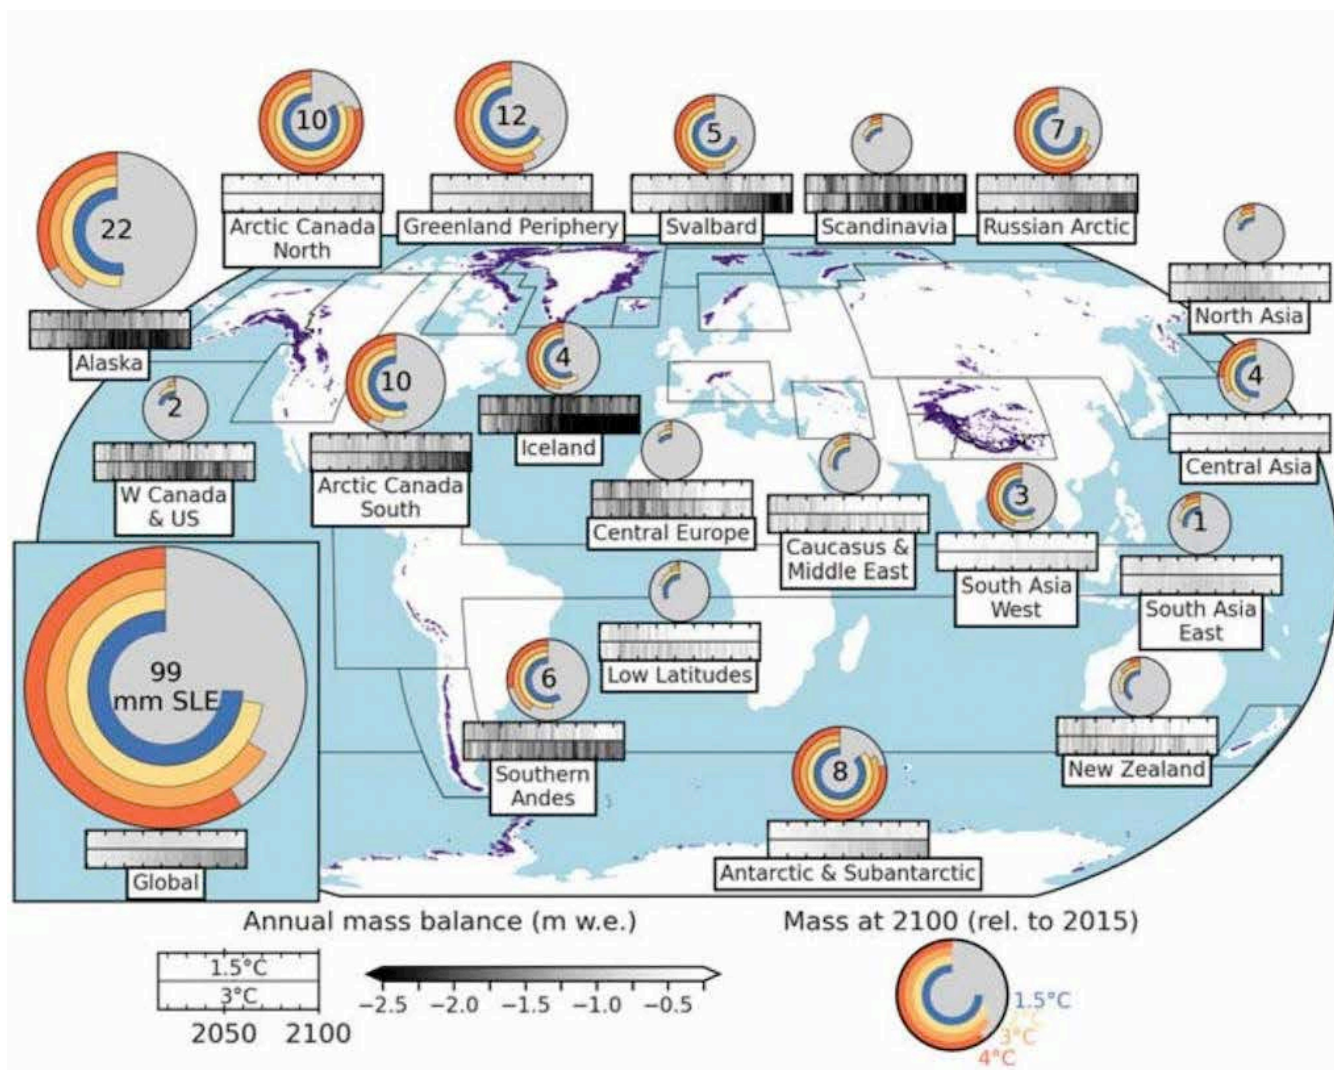 10
12
5
7
22
Arctic Canada
North
Greenland Periphery
Svalbard
Scandinavia
Russian Arctic
North Asia
Alaska
10
4
4
2
Iceland
Central Asia
W Canada
& US
Arctic Canada
South
Central Europe
Caucasus &
Middle East
3
1
South Asia
West
South Asia
East
99
mm SLE
6
Low Latitudes
Southern
Andes
8
New Zealand
Global
Antarctic & Subantarctic
Annual mass balance (m w.e.)
Mass at 2100 (rel. to 2015)
1.5°C
3°C
2050 2100
−2.5 −2.0 −1.5 −1.0 −0.5
1.5°C
3°C
4°C